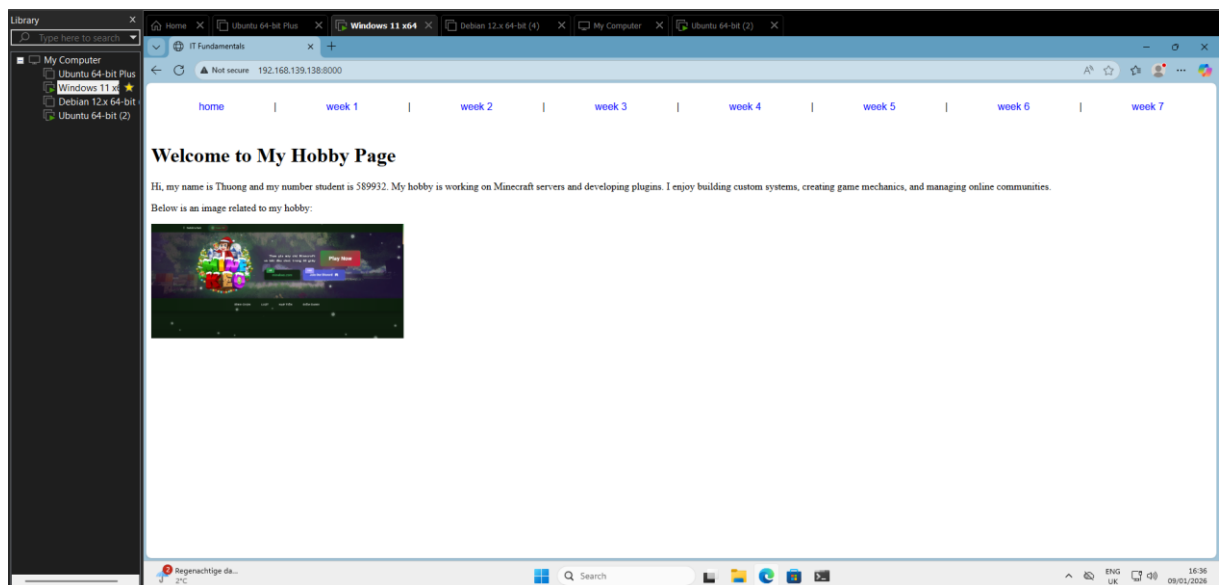 Library X
Type here to search
My Computer
Ubuntu 64-bit Plus
Windows 11 x6
Debian 12.x 64-bit
Ubuntu 64-bit (2)
Home X Ubuntu 64-bit Plus X Windows 11 x64 X Debian 12.x 64-bit (4) X My Computer X Ubuntu 64-bit (2) X
IT Fundamentals
Not secure 192.168.139.138:8000
home | week 1 | week 2 | week 3 | week 4 | week 5 | week 6 | week 7
Welcome to My Hobby Page
Hi, my name is Thuong and my number student is 589932. My hobby is working on Minecraft servers and developing plugins. I enjoy building custom systems, creating game mechanics, and managing online communities.
Below is an image related to my hobby:
Play Now
2
Regenachtige da...
2°C
Search
ENG
UK
16:36
09/01/2026